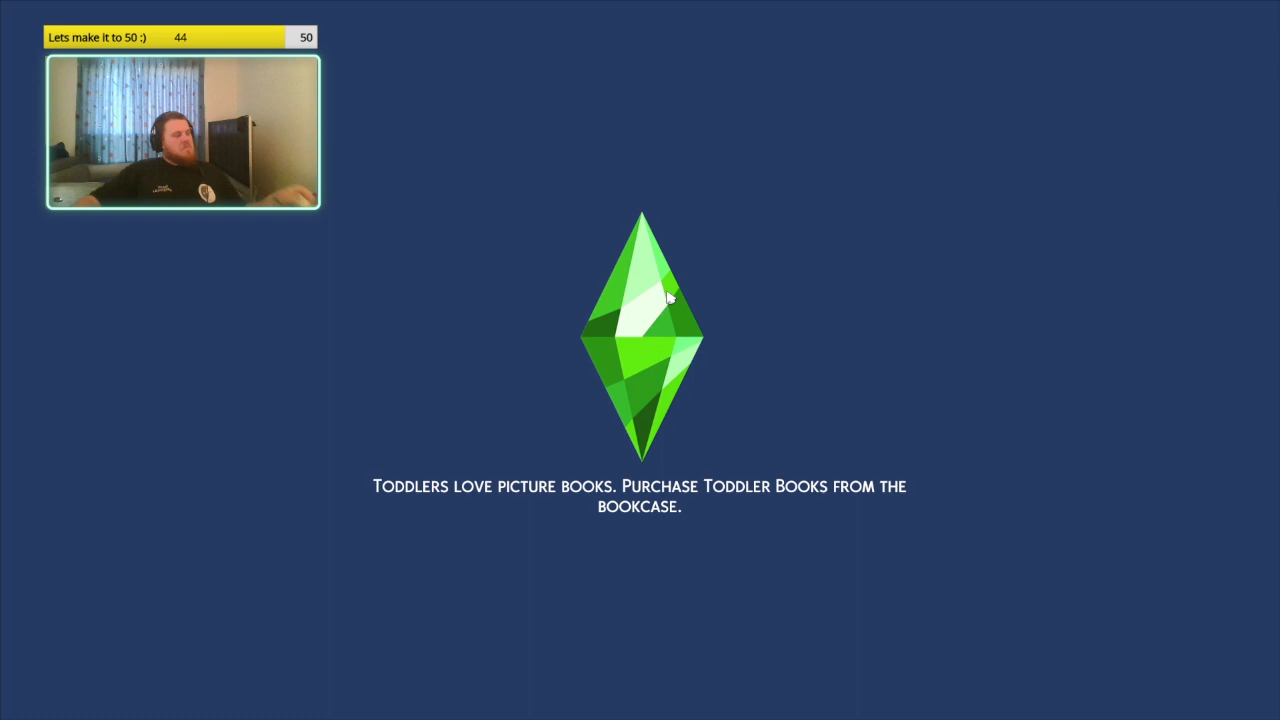 Lets make it to 50 :) 44 50
TODDLERS LOVE PICTURE BOOKS. PURCHASE TODDLER BOOKS FROM THE
BOOKCASE.